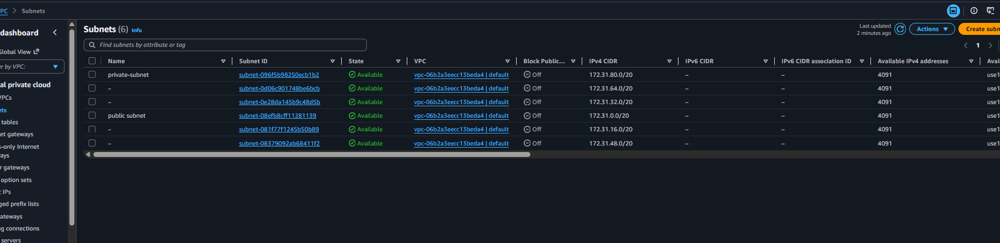 VPC > Subnets
dashboard
Global View
er by VPC:
al private cloud
VPCs
ets
tables
et gateways
s-only Internet
ays
r gateways
option sets
c IPs
ged prefix lists
ateways
ng connections
servers
Subnets (6) Info
Last updated
2 minutes ago
Actions
Create subn
Find subnets by attribute or tag
1
Name Subnet ID State VPC Block Public... IPv4 CIDR IPv6 CIDR IPv6 CIDR association ID Available IPv4 addresses Avai
private-subnet subnet-096f5b98250ecb1b2 Available vpc-06b2a3eecc13beda4 | default Off 172.31.80.0/20 – – 4091 use1
– subnet-0d06c901748be6bcb Available vpc-06b2a3eecc13beda4 | default Off 172.31.64.0/20 – – 4091 use1
– subnet-0e28da145b9c48d5b Available vpc-06b2a3eecc13beda4 | default Off 172.31.32.0/20 – – 4091 use1
public subnet subnet-08efb8cff11281139 Available vpc-06b2a3eecc13beda4 | default Off 172.31.0.0/20 – – 4091 use1
– subnet-081f77f1245b50b89 Available vpc-06b2a3eecc13beda4 | default Off 172.31.16.0/20 – – 4091 use1
– subnet-08379092ab68411f2 Available vpc-06b2a3eecc13beda4 | default Off 172.31.48.0/20 – – 4091 use1